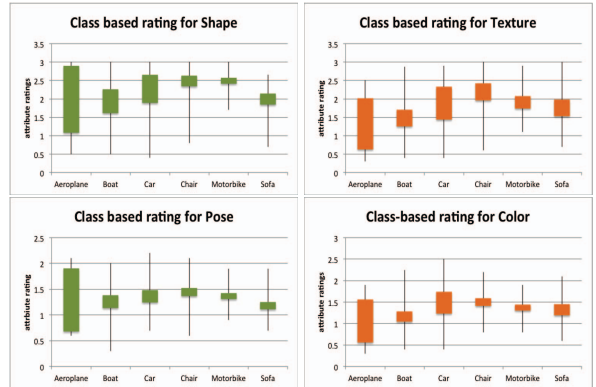 Class based rating for Shape
attribute ratings
3.5
3
2.5
2
1.5
1
0.5
0
Aeroplane Boat Car Chair Motorbike Sofa
Class based rating for Texture
attribute rating
3.5
3
2.5
2
1.5
1
0.5
0
Aeroplane Boat Car Chair Motorbike Sofa
Class based rating for Pose
attrbiute ratings
2.5
2
1.5
1
0.5
0
Aeroplane Boat Car Chair Motorbike Sofa
Class-based rating for Color
attribute ratings
3
2.5
2
1.5
1
0.5
0
Aeroplane Boat Car Chair Motorbike Sofa